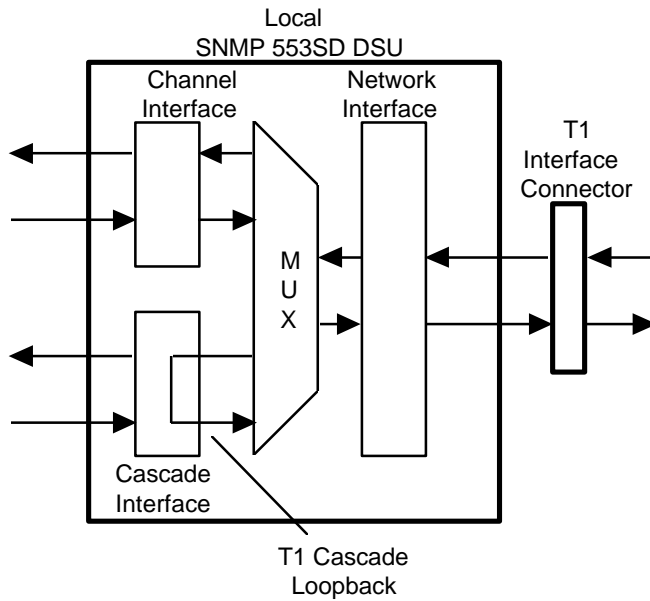 Local
SNMP 553SD DSU
Channel
Interface
Network
Interface
T1
Interface
Connector
M
U
X
Cascade
Interface
T1 Cascade
Loopback